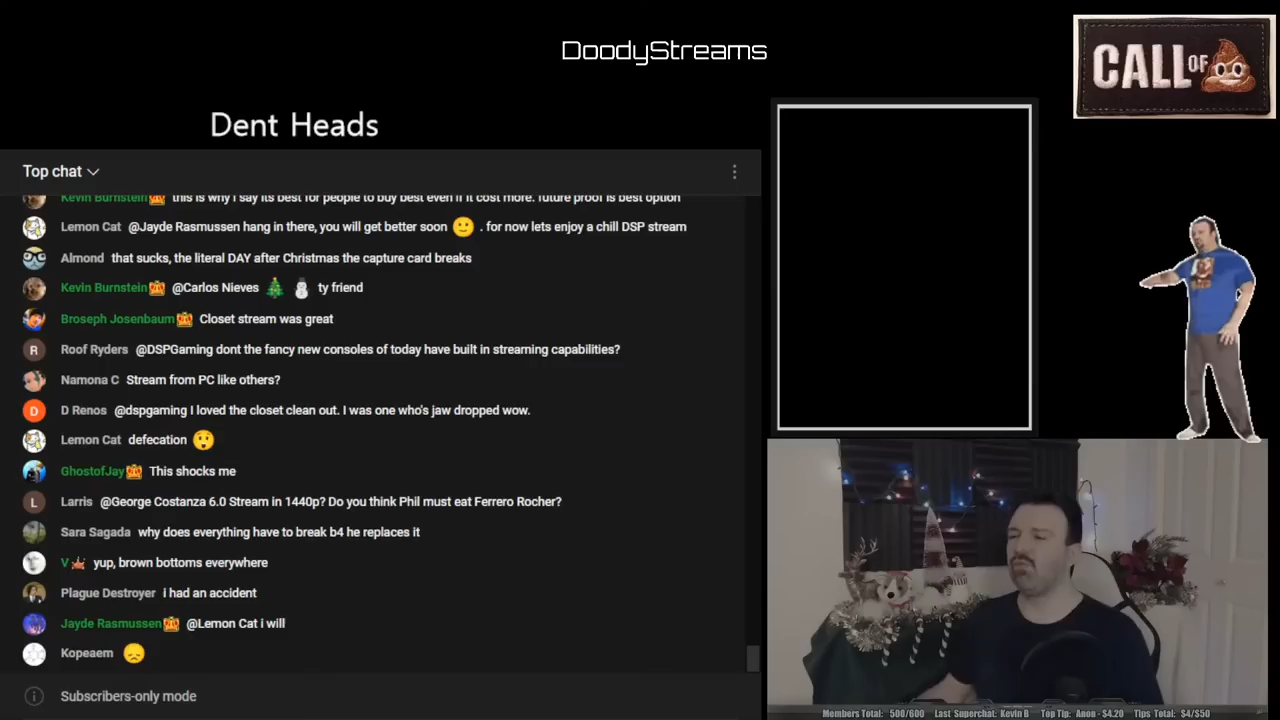 DoodyStreams
CALL OF
Dent Heads
Top chat
Kevin Burnstein this is why I say its best for people to buy best even if it cost more. future proof is best option
Lemon Cat @Jayde Rasmussen hang in there, you will get better soon . for now lets enjoy a chill DSP stream
Almond that sucks, the literal DAY after Christmas the capture card breaks
Kevin Burnstein @Carlos Nieves ty friend
Broseph Josenbaum Closet stream was great
R Roof Ryders @DSPGaming dont the fancy new consoles of today have built in streaming capabilities?
Namona C Stream from PC like others?
D D Renos @dspgaming I loved the closet clean out. I was one who's jaw dropped wow.
Lemon Cat defecation
GhostofJay This shocks me
L Larris @George Costanza 6.0 Stream in 1440p? Do you think Phil must eat Ferrero Rocher?
Sara Sagada why does everything have to break b4 he replaces it
V yup, brown bottoms everywhere
Plague Destroyer i had an accident
Jayde Rasmussen @Lemon Cat i will
Kopeaem
Subscribers-only mode
Members Total: 508/600 Last Superchat: Kevin B Top Tip: Anon - $4.20 Tips Total: $4/$50